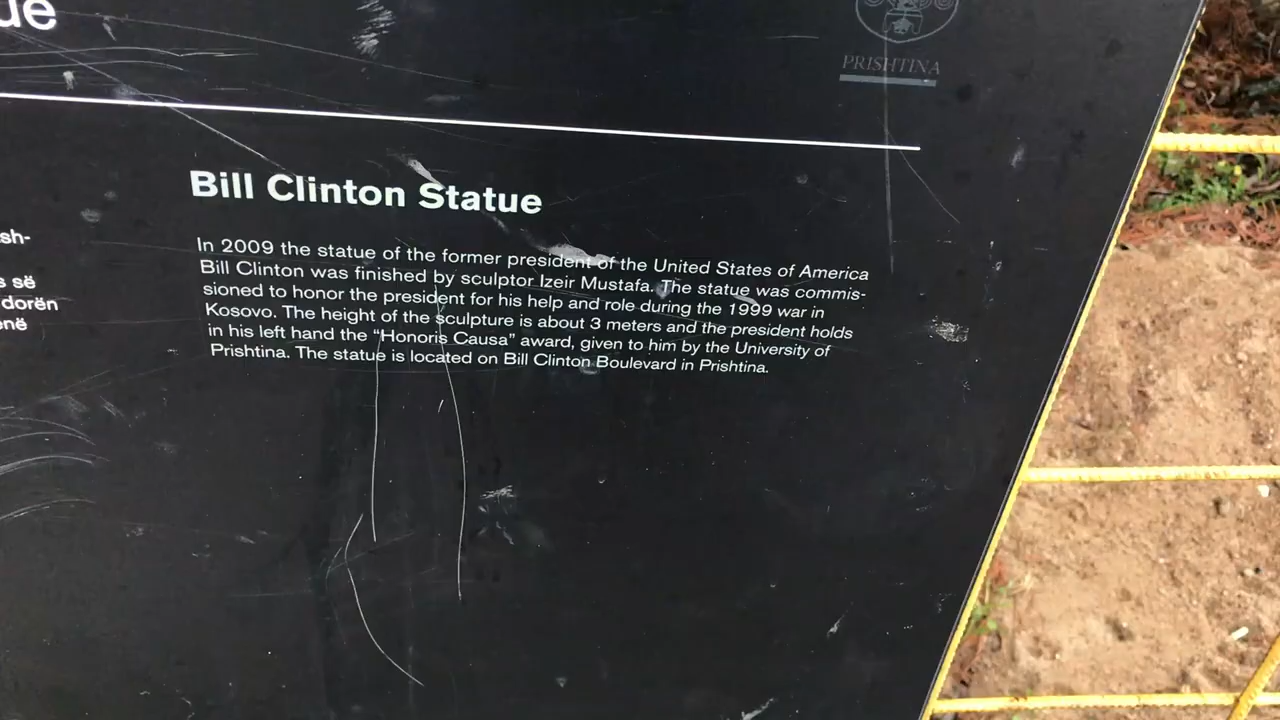 ue
PRISHTINA
sh-
s së
dorën
enë
Bill Clinton Statue
In 2009 the statue of the former president of the United States of America
Bill Clinton was finished by sculptor Izeir Mustafa. The statue was commis-
sioned to honor the president for his help and role during the 1999 war in
Kosovo. The height of the sculpture is about 3 meters and the president holds
in his left hand the “Honoris Causa” award, given to him by the University of
Prishtina. The statue is located on Bill Clinton Boulevard in Prishtina.